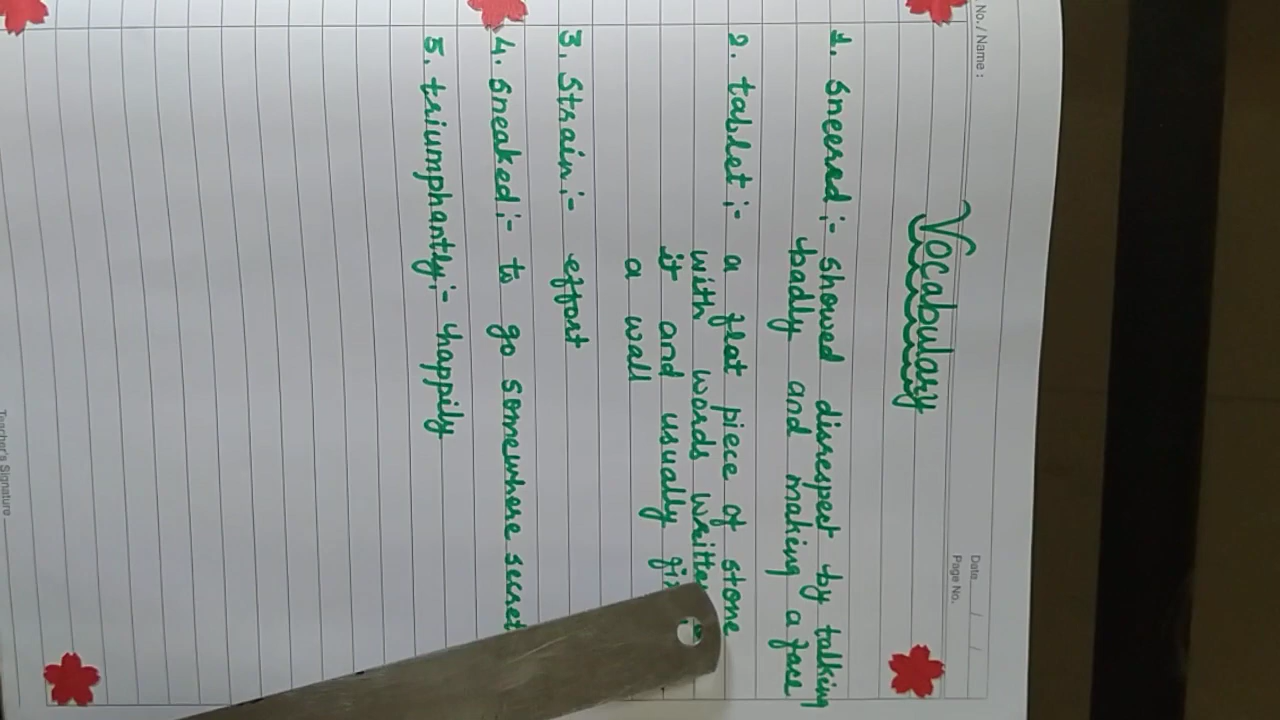 No. / Name :
Date / /
Page No.
Vocabulary
1. Sneered :- showed disrespect by talking
badly and making a face
2. tablet :- a flat piece of stone
with words written
it and usually
a wall
3. Strain :- effort
4. Sneaked :- to go somewhere secret
5. triumphantly :- happily
Teacher's Signature